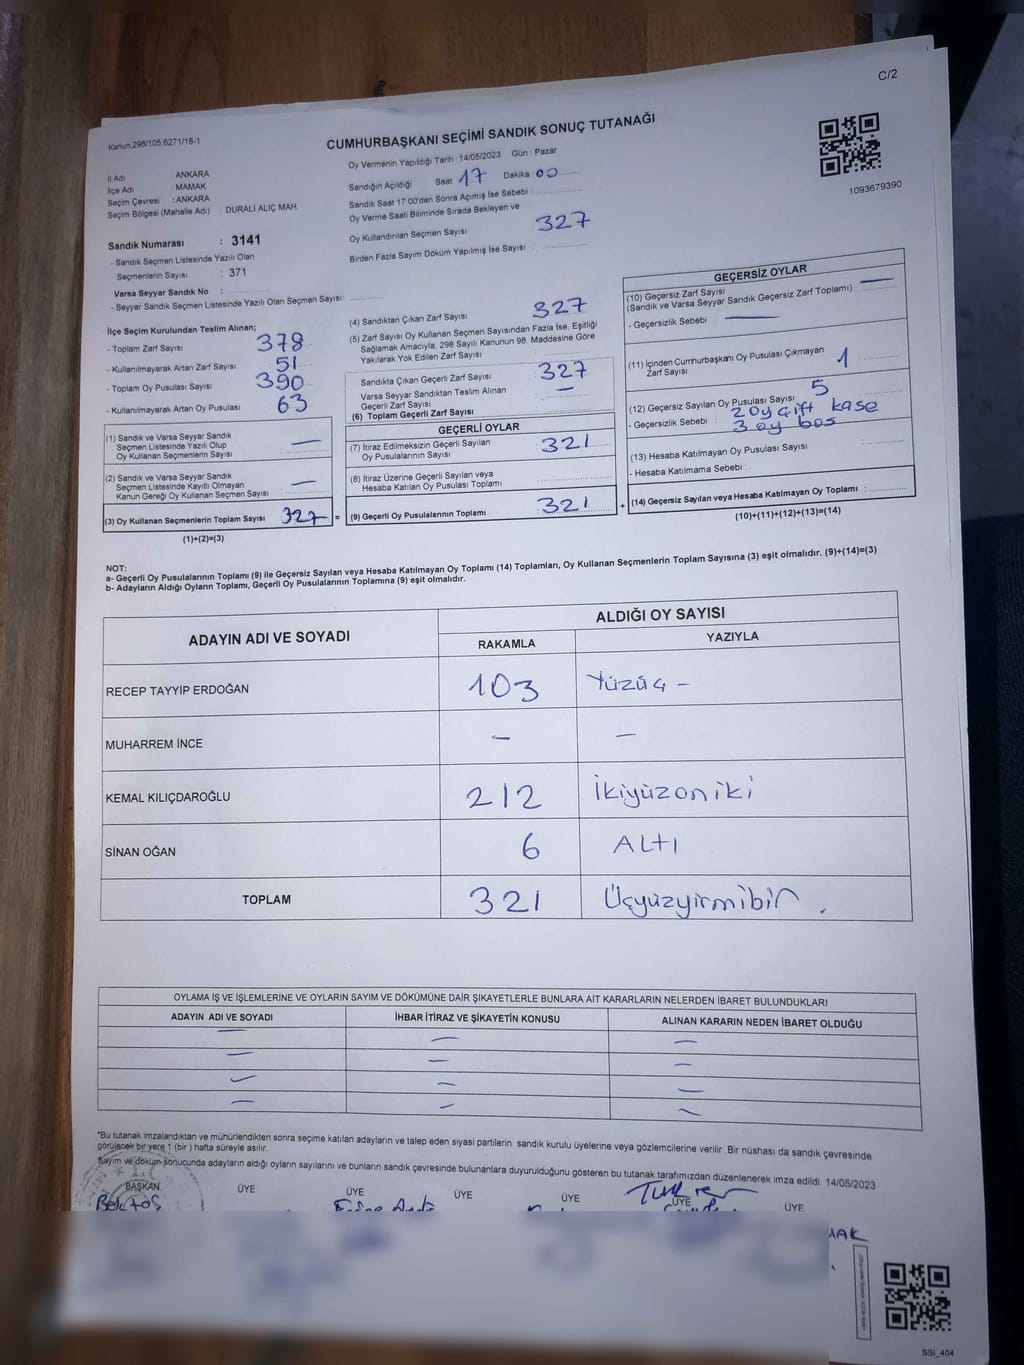 C/2
Kanun.298/105.6271/18-1
CUMHURBAŞKANI SEÇİMİ SANDIK SONUÇ TUTANAĞI
1093679390
İl Adı : ANKARA
İlçe Adı : MAMAK
Seçim Çevresi : ANKARA
Seçim Bölgesi (Mahalle Adı) : DURALİ ALIÇ MAH.
Sandık Numarası : 3141
- Sandık Seçmen Listesinde Yazılı Olan
Seçmenlerin Sayısı : 371
Varsa Seyyar Sandık No :
- Seyyar Sandık Seçmen Listesinde Yazılı Olan Seçmen Sayısı:
Oy Vermenin Yapıldığı Tarih : 14/05/2023 Gün : Pazar
Sandığın Açıldığı Saat 17 Dakika 00
Sandık Saat 17.00'den Sonra Açımış İse Sebebi
Oy Verme Saati Bitiminde Sırada Bekleyen ve
Oy Kullandırılan Seçmen Sayısı : 327
Birden Fazla Sayım Döküm Yapılmış İse Sayısı :
İlçe Seçim Kurulundan Teslim Alınan;
- Toplam Zarf Sayısı : 378
- Kullanılmayarak Artan Zarf Sayısı : 51
- Toplam Oy Pusulası Sayısı : 390
- Kullanılmayarak Artan Oy Pusulası : 63
(1) Sandık ve Varsa Seyyar Sandık
Seçmen Listesinde Yazılı Olup
Oy Kullanan Seçmenlerin Sayısı : —
(2) Sandık ve Varsa Seyyar Sandık
Seçmen Listesinde Kayıtlı Olmayan
Kanun Gereği Oy Kullanan Seçmen Sayısı : —
(3) Oy Kullanan Seçmenlerin Toplam Sayısı : 327 =
(1)+(2)=(3)
(4) Sandıktan Çıkan Zarf Sayısı : 327
(5) Zarf Sayısı Oy Kullanan Seçmen Sayısından Fazla İse, Eşitliği
Sağlamak Amacıyla, 298 Sayılı Kanunun 98. Maddesine Göre
Yakılarak Yok Edilen Zarf Sayısı :
Sandıkta Çıkan Geçerli Zarf Sayısı : 327
Varsa Seyyar Sandıktan Teslim Alınan
Geçerli Zarf Sayısı : —
(6) Toplam Geçerli Zarf Sayısı :
GEÇERLİ OYLAR
(7) İtiraz Edilmeksizin Geçerli Sayılan
Oy Pusulalarının Sayısı : 321
(8) İtiraz Üzerine Geçerli Sayılan veya
Hesaba Katılan Oy Pusulası Toplamı :
(9) Geçerli Oy Pusulalarının Toplamı : 321 +
GEÇERSİZ OYLAR
(10) Geçersiz Zarf Sayısı
(Sandık ve Varsa Seyyar Sandık Geçersiz Zarf Toplamı) : —
- Geçersizlik Sebebi : —
(11) İçinden Cumhurbaşkanı Oy Pusulası Çıkmayan
Zarf Sayısı : 1
(12) Geçersiz Sayılan Oy Pusulası Sayısı : 5
- Geçersizlik Sebebi : 2 oy çift kaşe
3 oy boş
(13) Hesaba Katılmayan Oy Pusulası Sayısı :
- Hesaba Katılmama Sebebi :
(14) Geçersiz Sayılan veya Hesaba Katılmayan Oy Toplamı :
(10)+(11)+(12)+(13)=(14)
NOT:
a- Geçerli Oy Pusulalarının Toplamı (9) ile Geçersiz Sayılan veya Hesaba Katılmayan Oy Toplamı (14) Toplamları, Oy Kullanan Seçmenlerin Toplam Sayısına (3) eşit olmalıdır. (9)+(14)=(3)
b- Adayların Aldığı Oyların Toplamı, Geçerli Oy Pusulalarının Toplamına (9) eşit olmalıdır.
ADAYIN ADI VE SOYADI
ALDIĞI OY SAYISI
RAKAMLA YAZIYLA
RECEP TAYYİP ERDOĞAN 103 Yüzüç -
MUHARREM İNCE — —
KEMAL KILIÇDAROĞLU 212 İkiyüzoniki
SİNAN OĞAN 6 ALTI
TOPLAM 321 Üçyüzyirmibir .
OYLAMA İŞ VE İŞLEMLERİNE VE OYLARIN SAYIM VE DÖKÜMÜNE DAİR ŞİKAYETLERLE BUNLARA AİT KARARLARIN NELERDEN İBARET BULUNDUKLARI
ADAYIN ADI VE SOYADI İHBAR İTİRAZ VE ŞİKAYETİN KONUSU ALINAN KARARIN NEDEN İBARET OLDUĞU
— — —
— — —
— — —
— — —
*Bu tutanak imzalandıktan ve mühürlendikten sonra seçime katılan adayların ve talep eden siyasi partilerin sandık kurulu üyelerine veya gözlemcilerine verilir. Bir nüshası da sandık çevresinde
görülecek bir yere 1 (bir) hafta süreyle asılır.
Sayım ve döküm sonucunda adayların aldığı oyların sayılarını ve bunların sandık çevresinde bulunanlara duyurulduğunu gösteren bu tutanak tarafımızdan düzenlenerek imza edildi. 14/05/2023
BAŞKAN ÜYE ÜYE ÜYE ÜYE ÜYE ÜYE
Bektaş
SSI_404